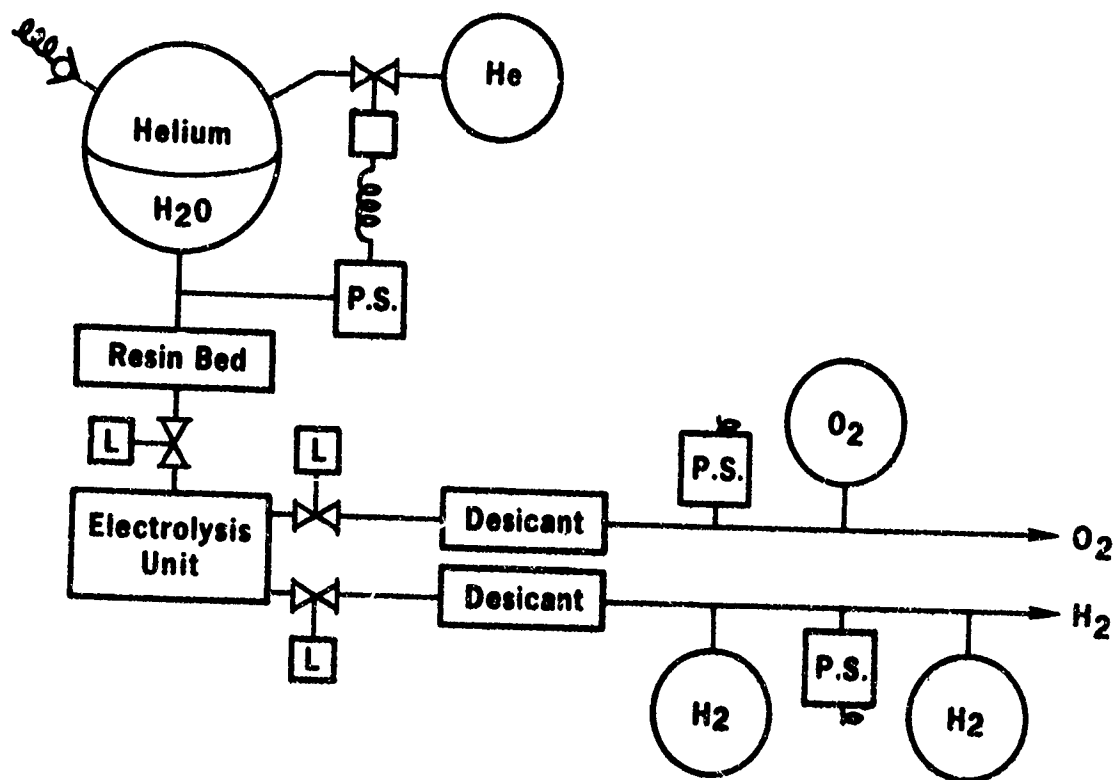 He
Helium
H2O
P.S.
Resin Bed
L
L
O2
P.S.
Electrolysis
Unit
Desicant
O2
Desicant
H2
L
P.S.
H2
H2